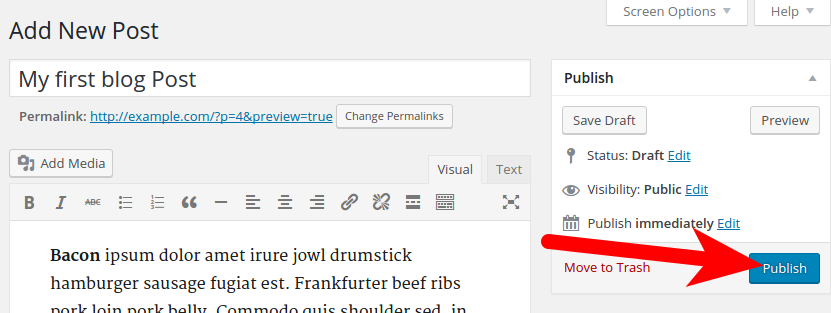 Screen Options Help
Add New Post
My first blog Post
Permalink: http://example.com/?p=4&preview=true Change Permalinks
Add Media
Visual Text
B I ABC
Bacon ipsum dolor amet irure jowl drumstick
hamburger sausage fugiat est. Frankfurter beef ribs
pork loin pork belly. Commodo quis shoulder sed, in
Publish
Save Draft Preview
Status: Draft Edit
Visibility: Public Edit
Publish immediately Edit
Move to Trash Publish